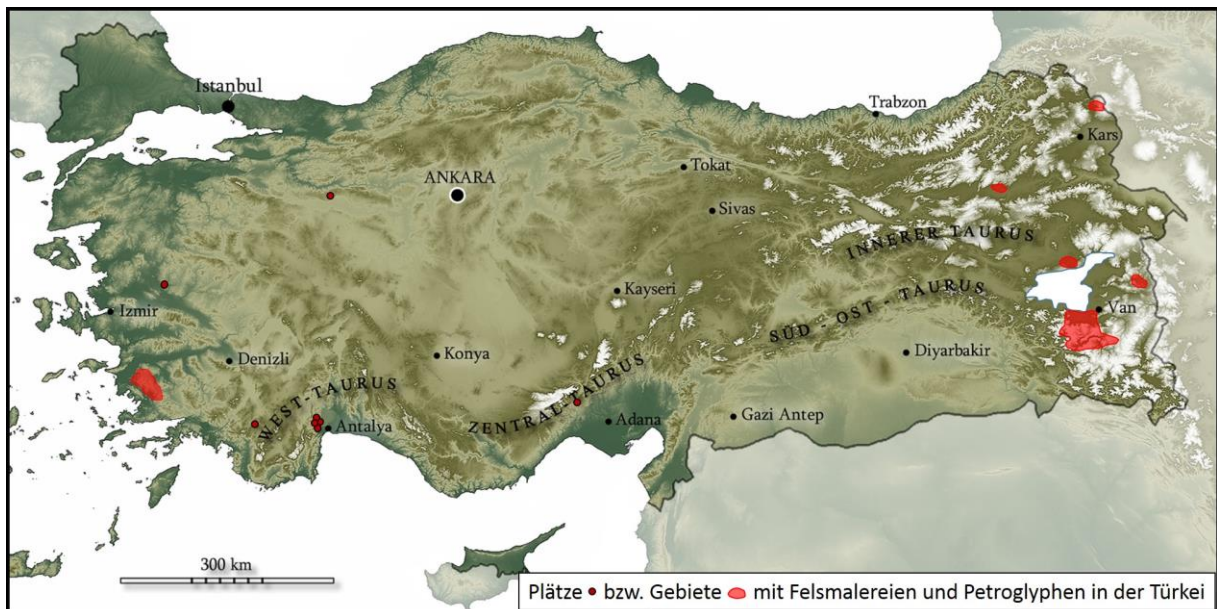 Istanbul
Trabzon
Kars
Tokat
ANKARA
Sivas
INNERER TAURUS
Kayseri
Van
Izmir
SÜD - OST - TAURUS
Denizli
Konya
Diyarbakir
WEST-TAURUS
ZENTRAL-TAURUS
Antalya
Adana
Gazi Antep
300 km
Plätze bzw. Gebiete mit Felsmalereien und Petroglyphen in der Türkei